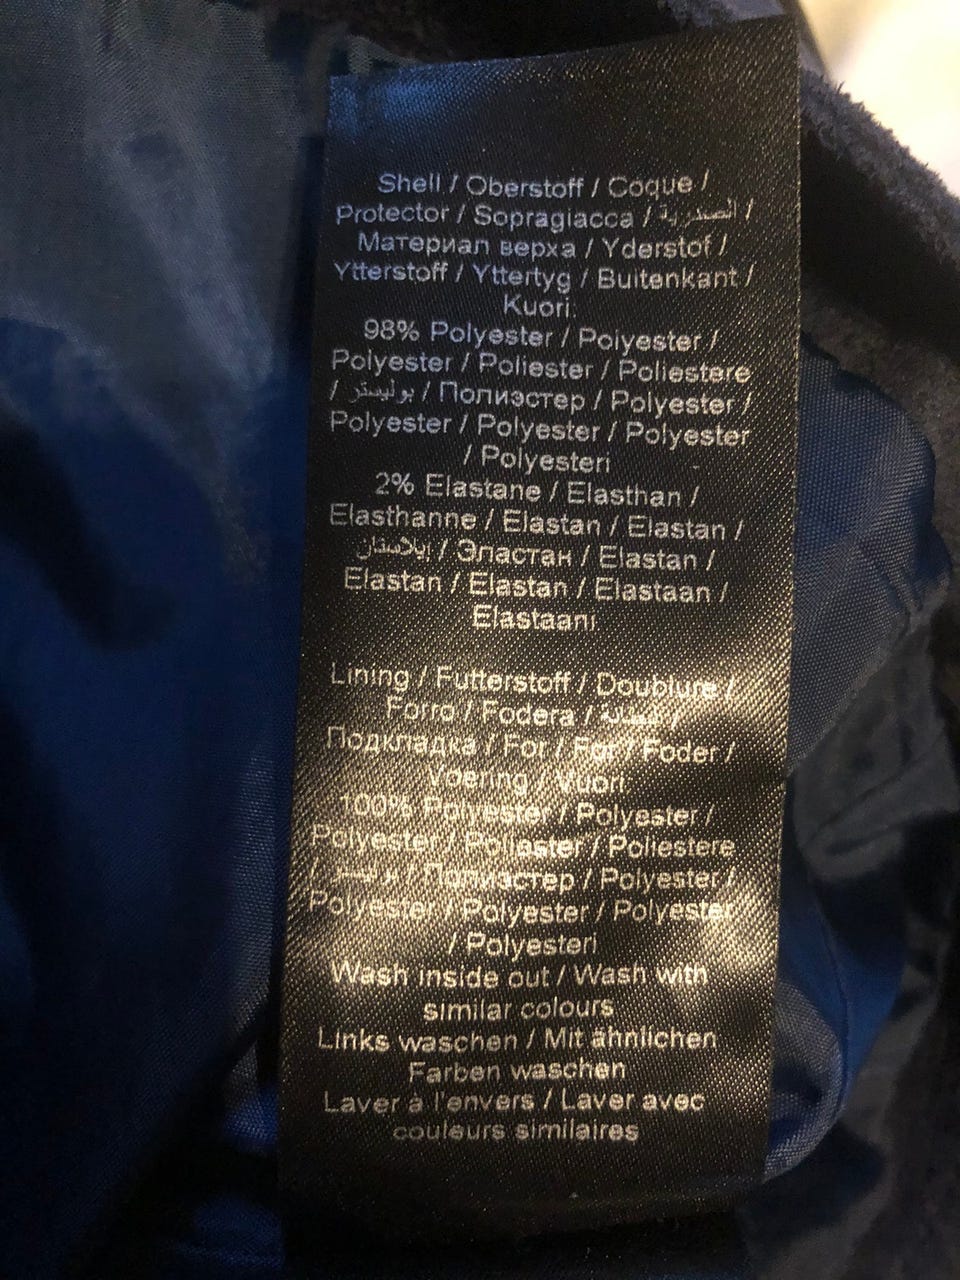 Shell / Oberstoff / Coque /
Protector / Sopragiacca / الصدرية /
Материал верха / Yderstof /
Ytterstoff / Yttertyg / Buitenkant /
Kuori:
98% Polyester / Polyester /
Polyester / Poliester / Poliestere
/ بوليستر / Полиэстер / Polyester /
Polyester / Polyester / Polyester
/ Polyesteri
2% Elastane / Elasthan /
Elasthanne / Elastan / Elastan /
إيلاستان / Эластан / Elastan /
Elastan / Elastan / Elastaan /
Elastaani
Lining / Futterstoff / Doublure /
Forro / Fodera / /
Подкладка / For / For / Foder /
Voering / Vuori
100% Polyester / Polyester /
Polyester / Poliester / Poliestere
/ بوليستر / Полиэстер / Polyester /
Polyester / Polyester / Polyester
/ Polyesteri
Wash inside out / Wash with
similar colours
Links waschen / Mit ähnlichen
Farben waschen
Laver à l'envers / Laver avec
couleurs similaires